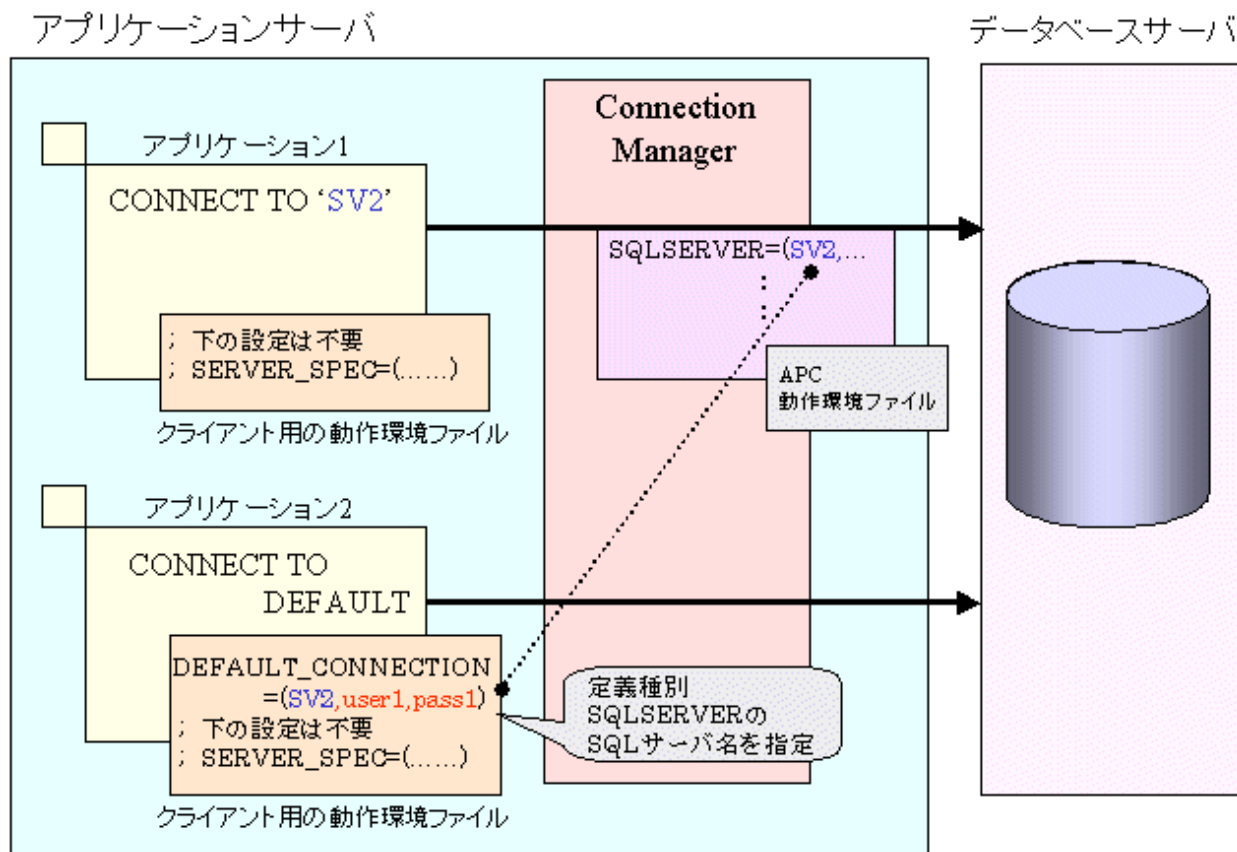 アプリケーションサーバ
データベースサーバ
Connection
Manager
アプリケーション1
CONNECT TO ‘SV2’
SQLSERVER=(SV2,...
; 下の設定は不要
; SERVER_SPEC=(......)
クライアント用の動作環境ファイル
APC
動作環境ファイル
アプリケーション2
CONNECT TO
DEFAULT
DEFAULT_CONNECTION
=(SV2,user1,pass1)
; 下の設定は不要
; SERVER_SPEC=(......)
クライアント用の動作環境ファイル
定義種別
SQLSERVERの
SQLサーバ名を指定